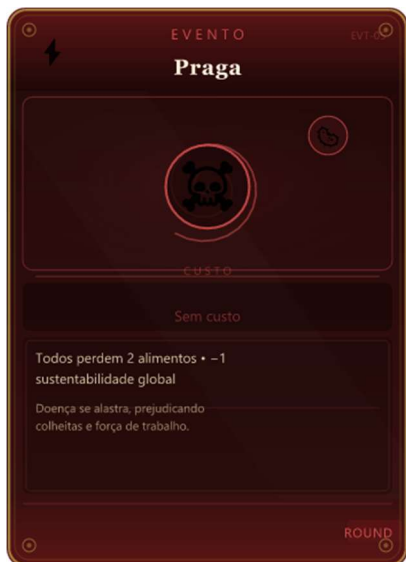 EVENTO
Praga
CUSTO
Sem custo
Todos perdem 2 alimentos • −1
sustentabilidade global
Doença se alastra, prejudicando
colheitas e força de trabalho.
ROUND